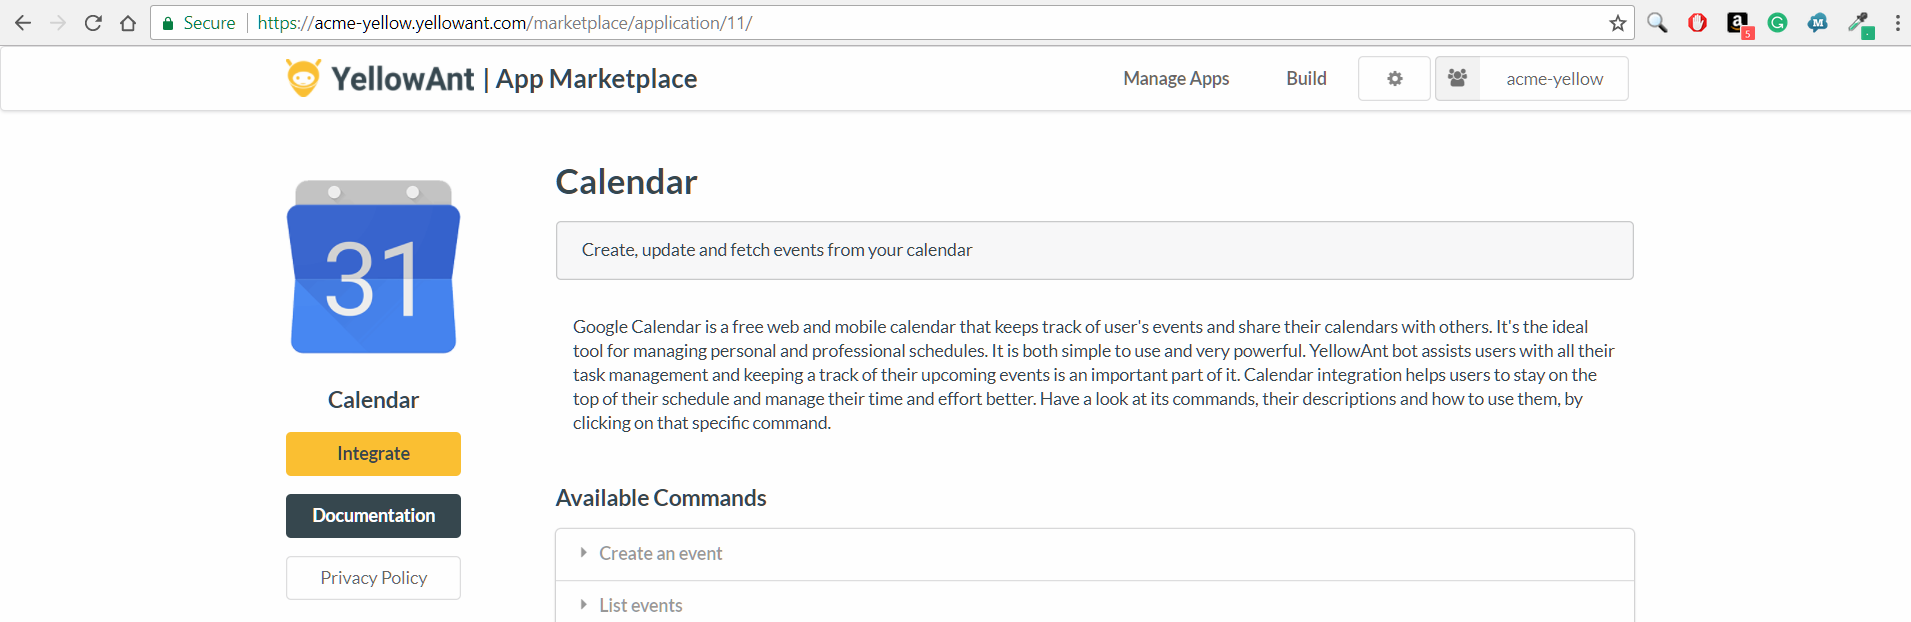 Secure https://acme-yellow.yellowant.com/marketplace/application/11/
5
YellowAnt | App Marketplace
Manage Apps
Build
acme-yellow
31
Calendar
Integrate
Documentation
Privacy Policy
Calendar
Create, update and fetch events from your calendar
Google Calendar is a free web and mobile calendar that keeps track of user's events and share their calendars with others. It's the ideal
tool for managing personal and professional schedules. It is both simple to use and very powerful. YellowAnt bot assists users with all their
task management and keeping a track of their upcoming events is an important part of it. Calendar integration helps users to stay on the
top of their schedule and manage their time and effort better. Have a look at its commands, their descriptions and how to use them, by
clicking on that specific command.
Available Commands
Create an event
List events